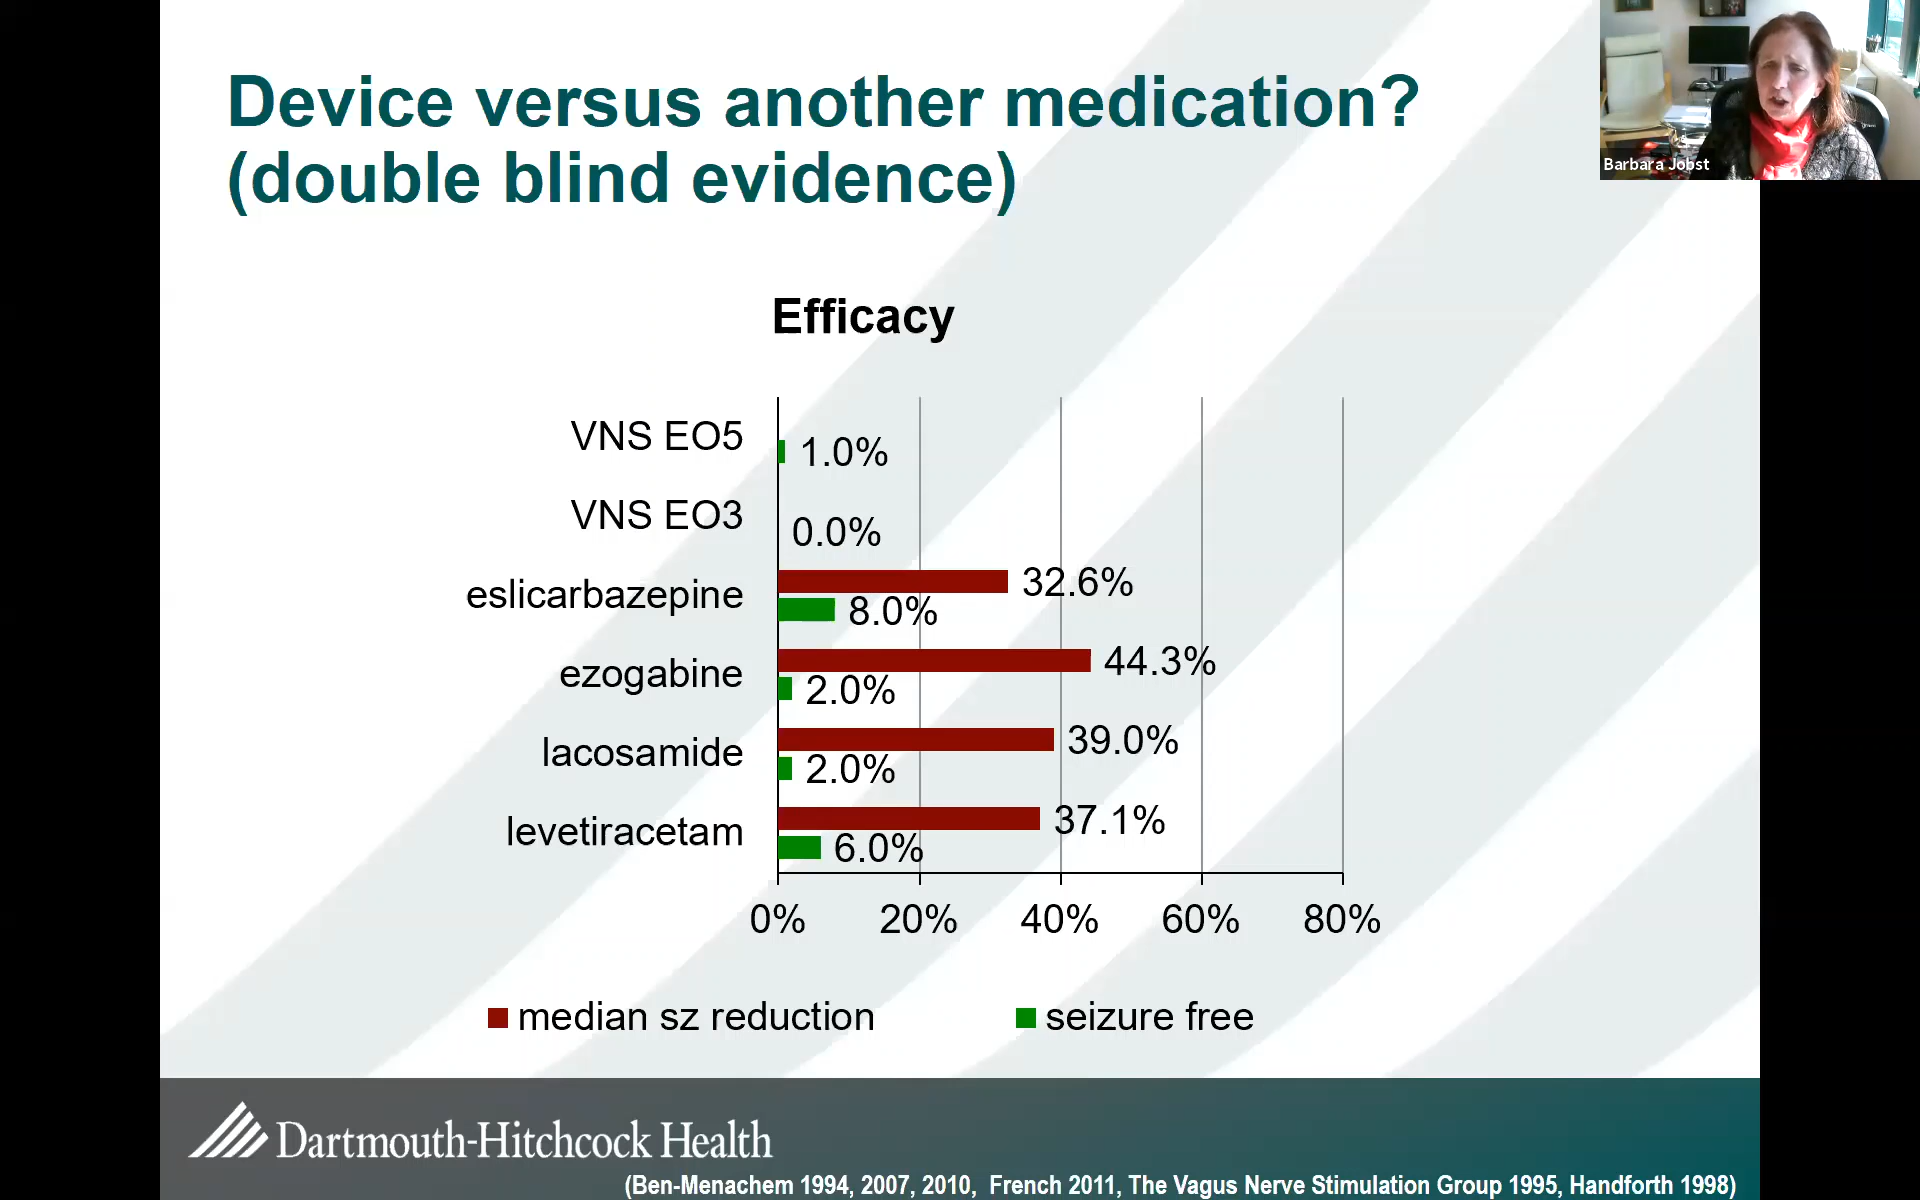 Device versus another medication?
(double blind evidence)
Barbara Jobst
Efficacy
VNS EO5
1.0%
VNS EO3
0.0%
eslicarbazepine
32.6%
8.0%
ezogabine
44.3%
2.0%
lacosamide
39.0%
2.0%
levetiracetam
37.1%
6.0%
0% 20% 40% 60% 80%
median sz reduction seizure free
Dartmouth-Hitchcock Health
(Ben-Menachem 1994, 2007, 2010, French 2011, The Vagus Nerve Stimulation Group 1995, Handforth 1998)